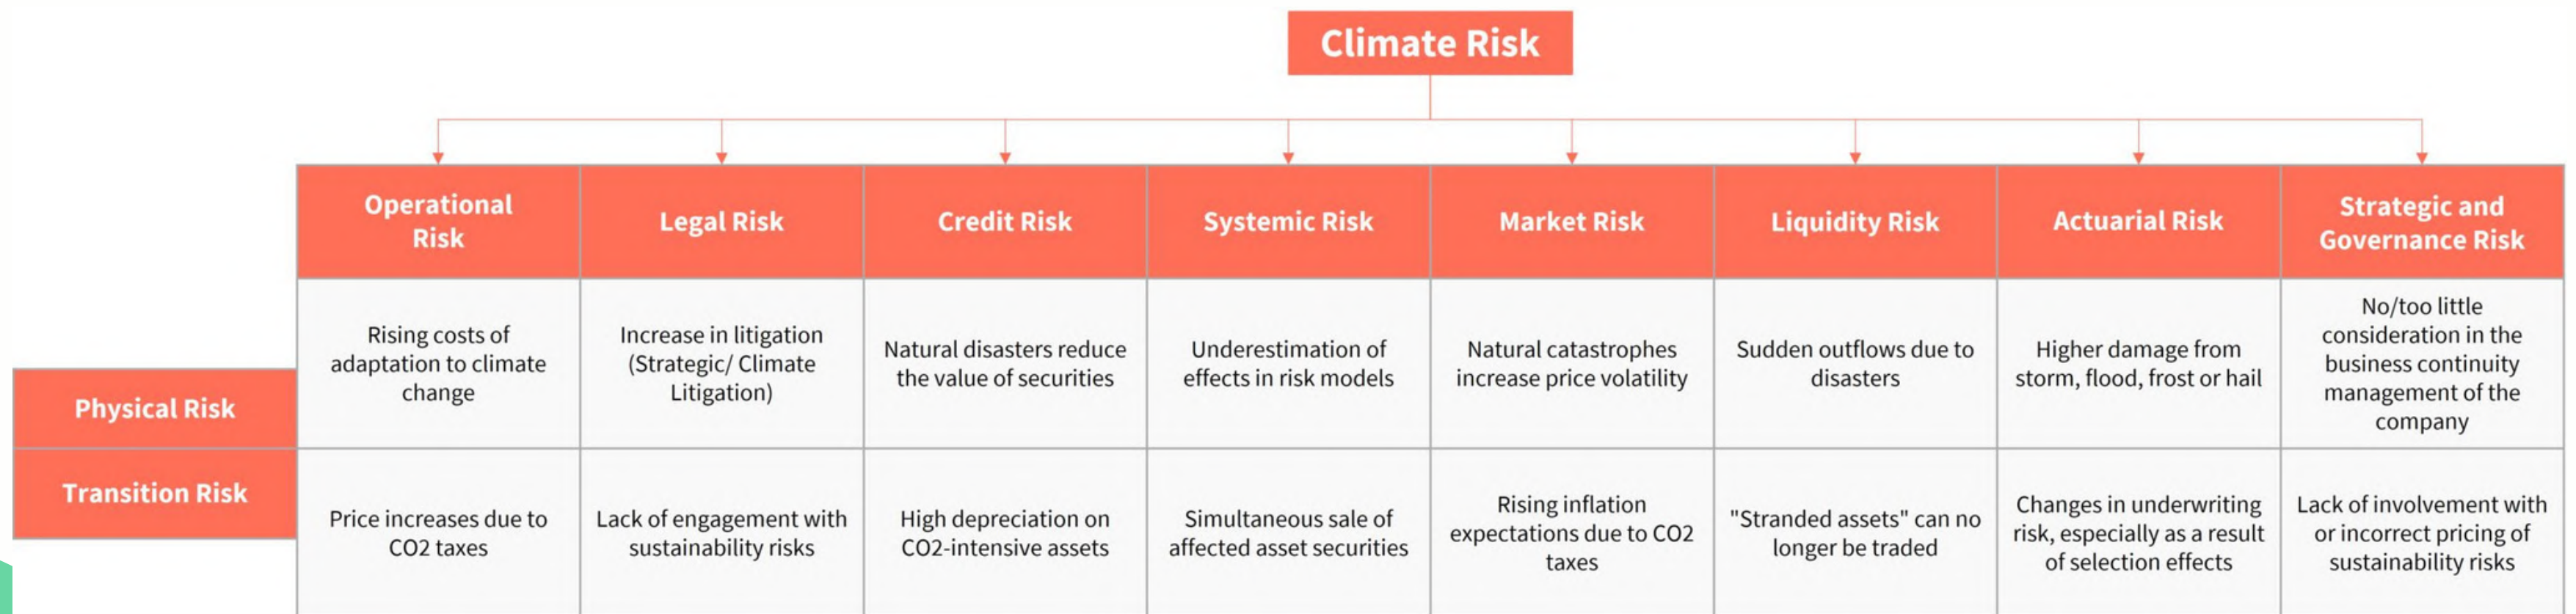 Climate Risk
Operational
Risk
Legal Risk
Credit Risk
Systemic Risk
Market Risk
Liquidity Risk
Actuarial Risk
Strategic and
Governance Risk
Physical Risk
Rising costs of
adaptation to climate
change
Increase in litigation
(Strategic/ Climate
Litigation)
Natural disasters reduce
the value of securities
Underestimation of
effects in risk models
Natural catastrophes
increase price volatility
Sudden outflows due to
disasters
Higher damage from
storm, flood, frost or hail
No/too little
consideration in the
business continuity
management of the
company
Transition Risk
Price increases due to
CO2 taxes
Lack of engagement with
sustainability risks
High depreciation on
CO2-intensive assets
Simultaneous sale of
affected asset securities
Rising inflation
expectations due to CO2
taxes
"Stranded assets" can no
longer be traded
Changes in underwriting
risk, especially as a result
of selection effects
Lack of involvement with
or incorrect pricing of
sustainability risks